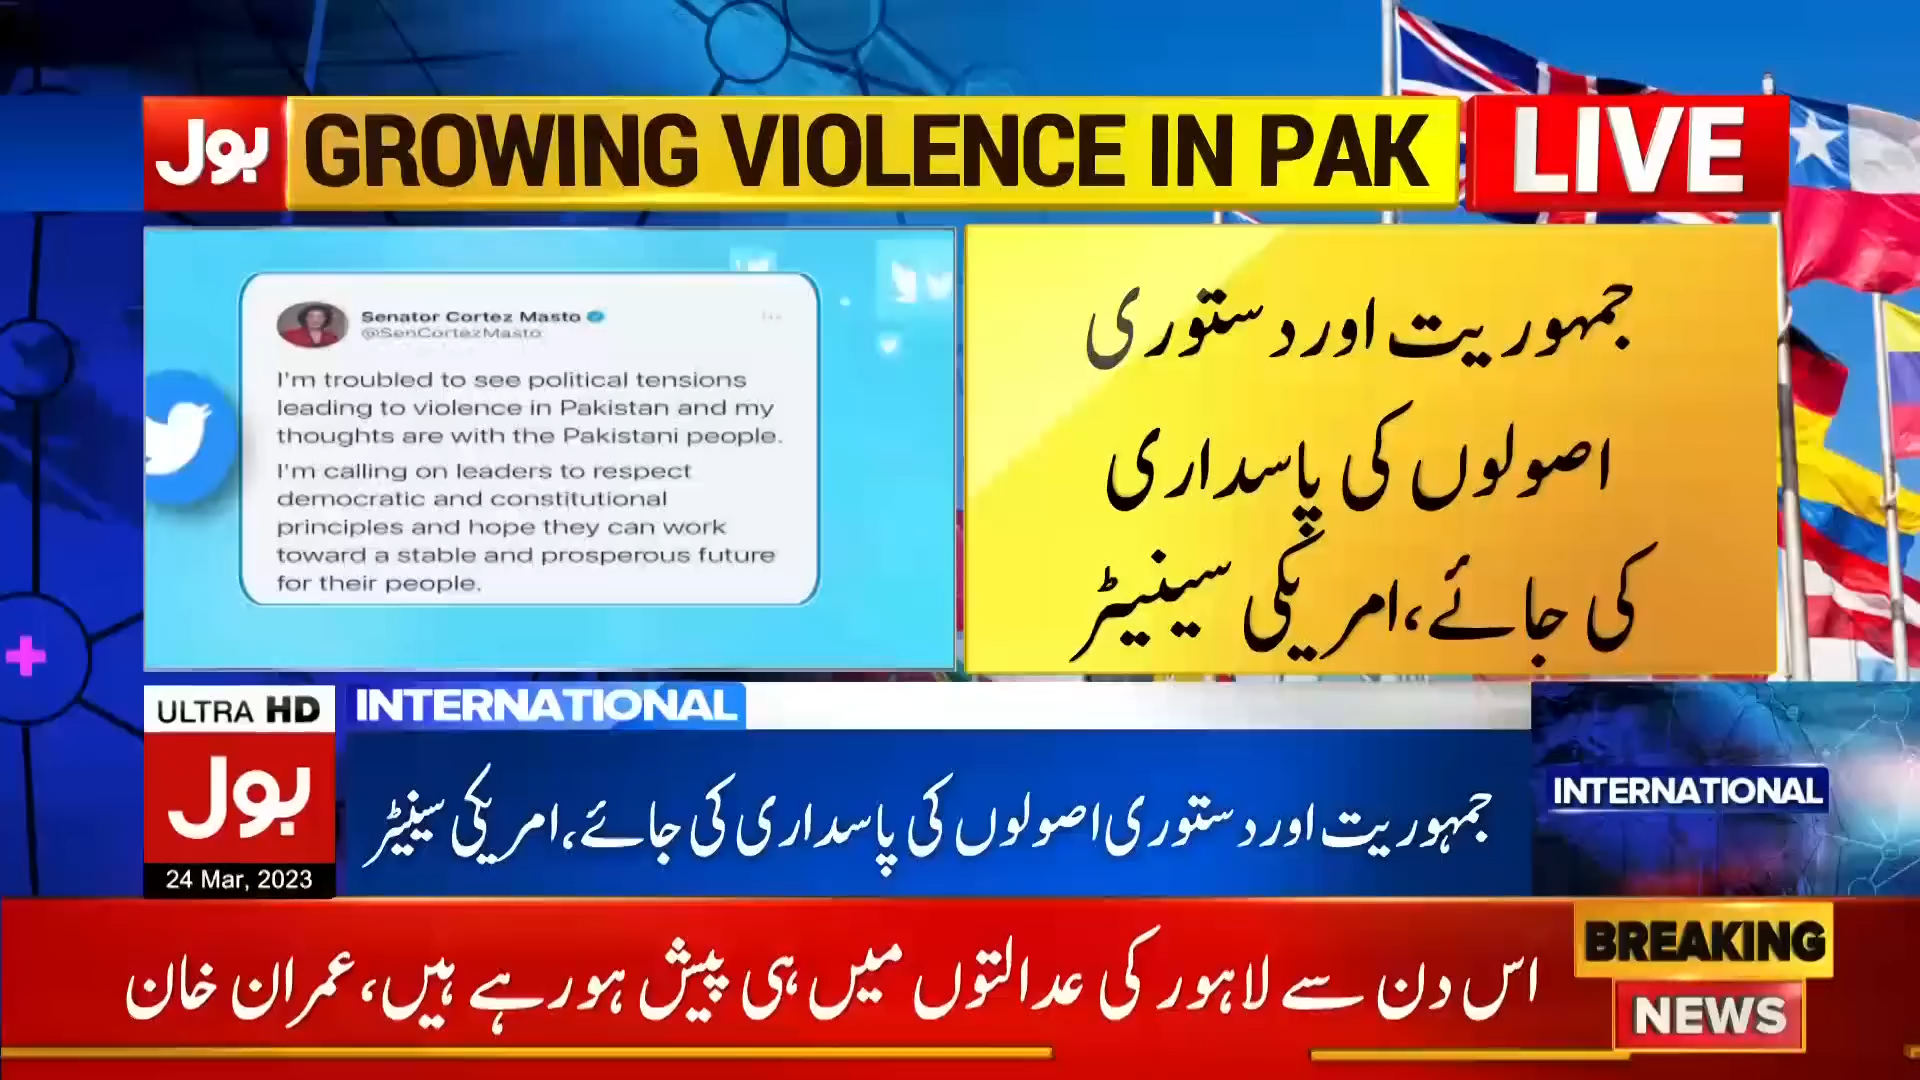 بول
GROWING VIOLENCE IN PAK
LIVE
Senator Cortez Masto
@SenCortezMasto
I'm troubled to see political tensions
leading to violence in Pakistan and my
thoughts are with the Pakistani people.
I'm calling on leaders to respect
democratic and constitutional
principles and hope they can work
toward a stable and prosperous future
for their people.
جمہوریت اور دستوری
اصولوں کی پاسداری
کی جائے، امریکی سینیٹر
ULTRA HD
INTERNATIONAL
بول
جمہوریت اور دستوری اصولوں کی پاسداری کی جائے، امریکی سینیٹر
INTERNATIONAL
24 Mar, 2023
اس دن سے لاہور کی عدالتوں میں ہی پیش ہورہے ہیں، عمران خان
BREAKING
NEWS